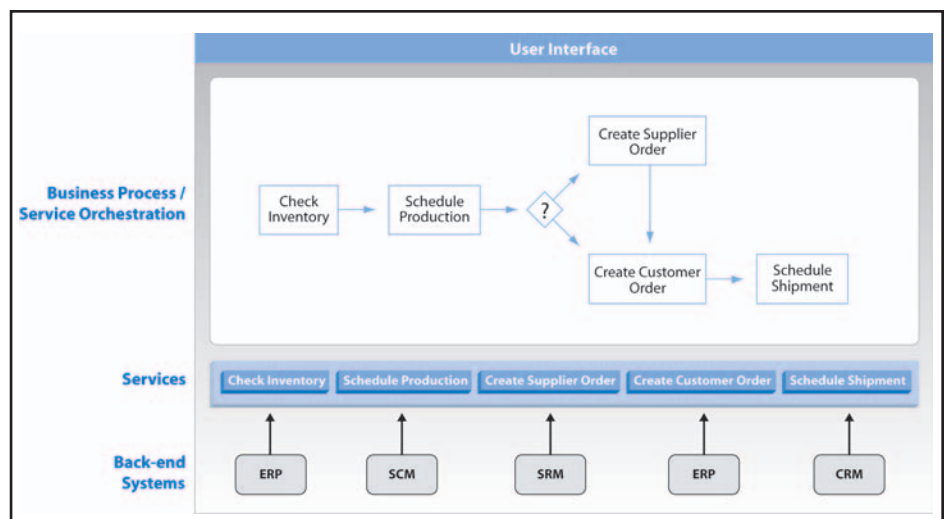 User Interface
Business Process /
Service Orchestration
Check
Inventory
Schedule
Production
?
Create Supplier
Order
Create Customer
Order
Schedule
Shipment
Services
Check Inventory
Schedule Production
Create Supplier Order
Create Customer Order
Schedule Shipment
Back-end
Systems
ERP
SCM
SRM
ERP
CRM